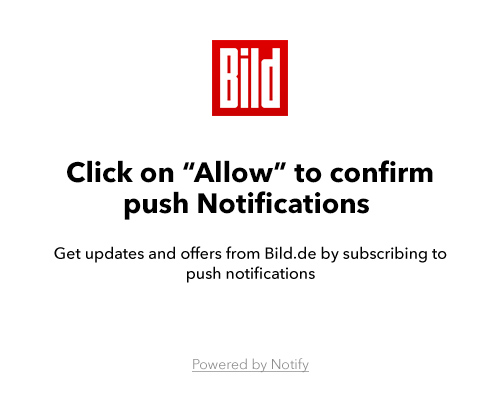 Bild
Click on “Allow” to confirm
push Notifications
Get updates and offers from Bild.de by subscribing to
push notifications
Powered by Notify